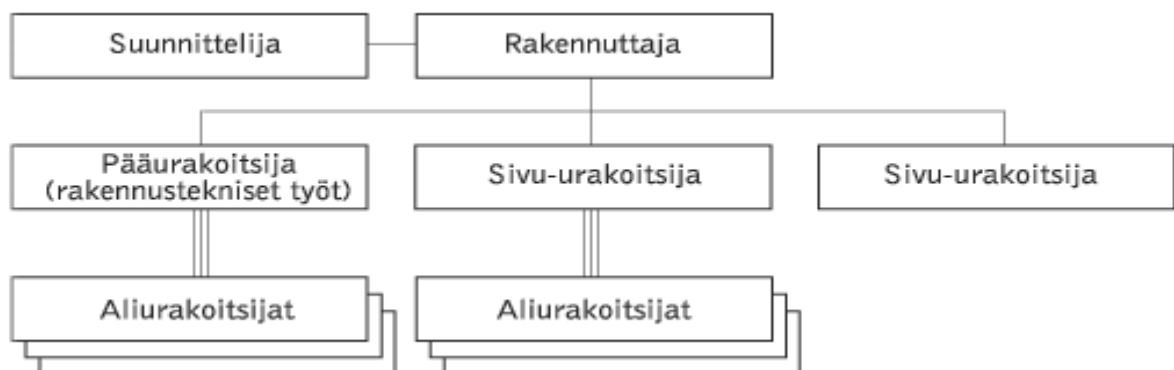 Suunnittelija
Rakennuttaja
Pääurakoitsija
(rakennustekniset työt)
Sivu-urakoitsija
Sivu-urakoitsija
Aliurakoitsijat
Aliurakoitsijat